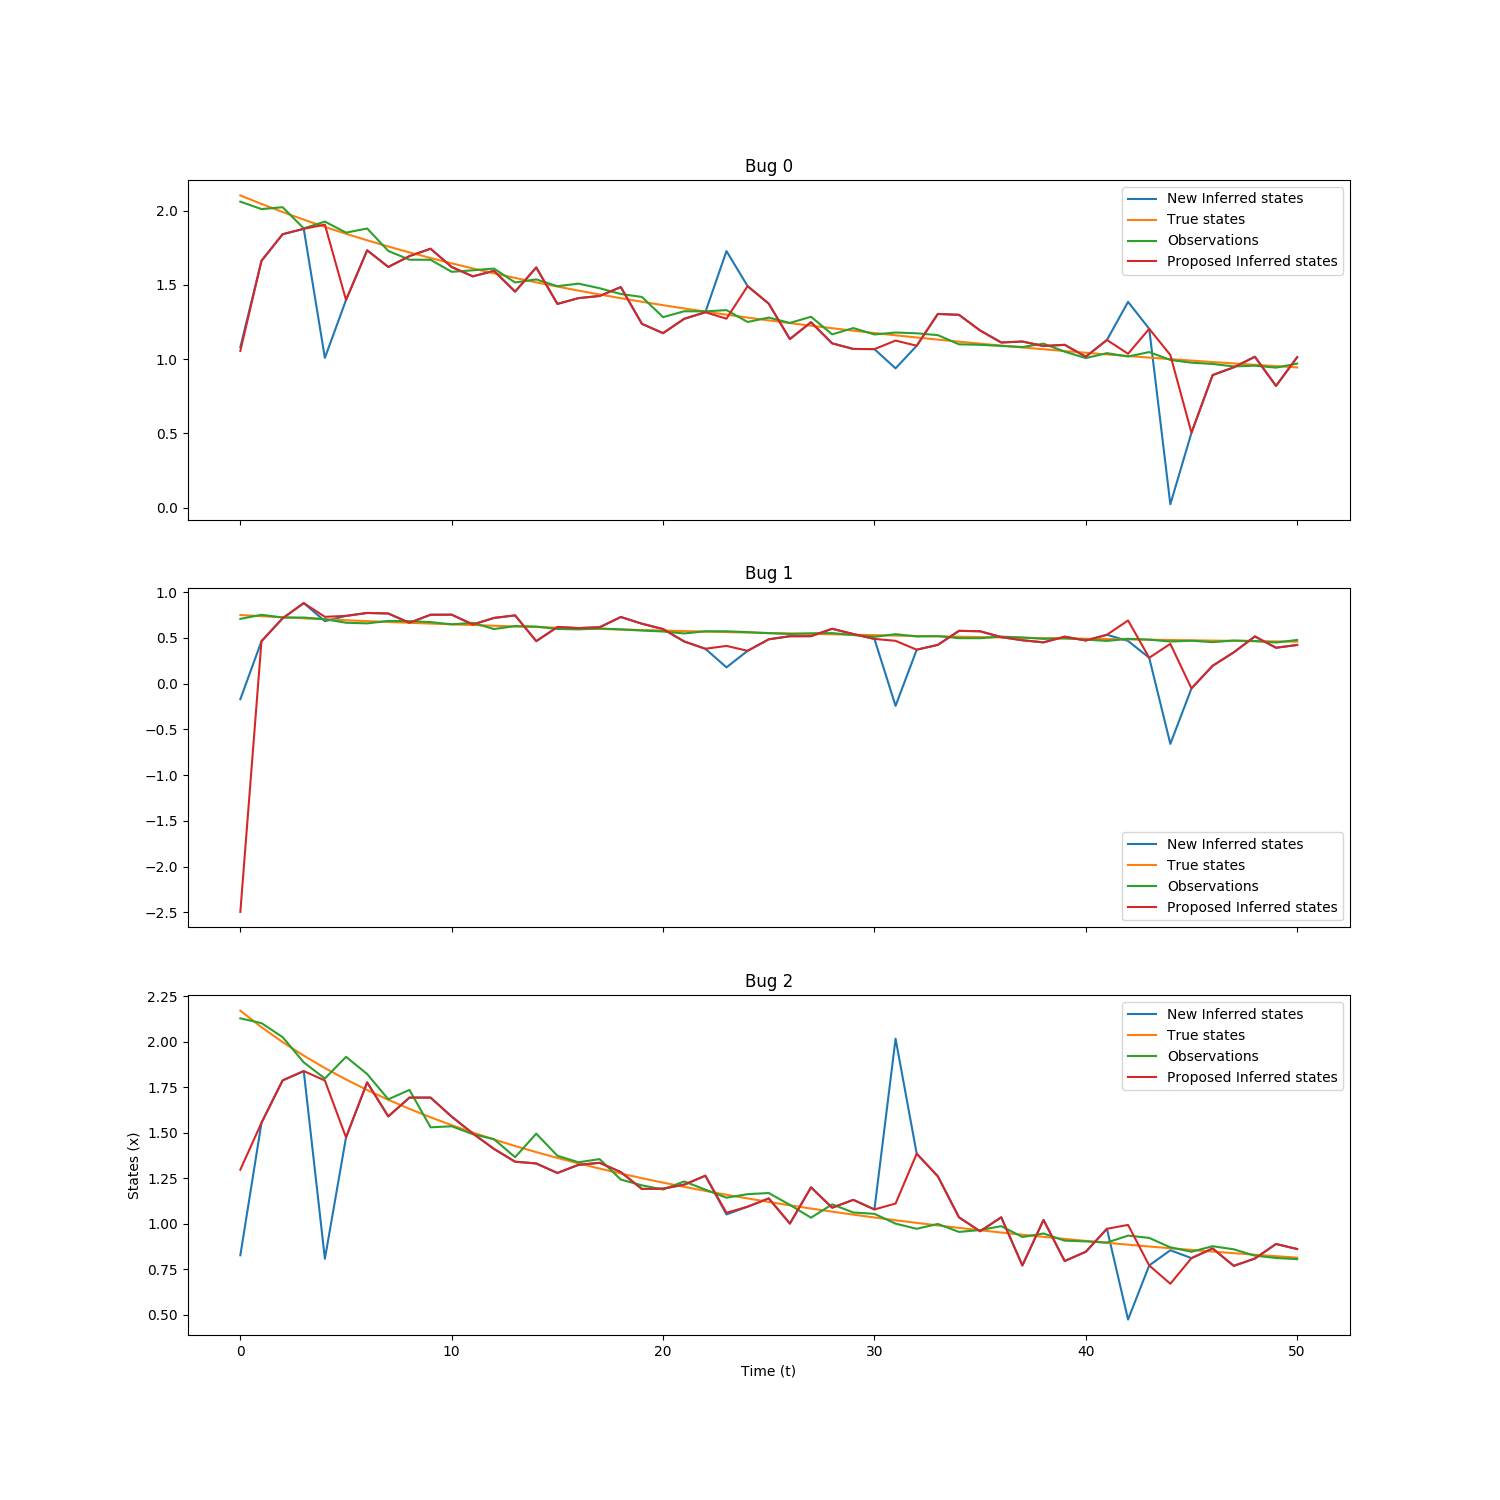 Bug 0
2.0
1.5
1.0
0.5
0.0
New Inferred states
True states
Observations
Proposed Inferred states
Bug 1
1.0
0.5
0.0
−0.5
−1.0
−1.5
−2.0
−2.5
New Inferred states
True states
Observations
Proposed Inferred states
Bug 2
States (x)
2.25
2.00
1.75
1.50
1.25
1.00
0.75
0.50
New Inferred states
True states
Observations
Proposed Inferred states
0 10 20 30 40 50
Time (t)